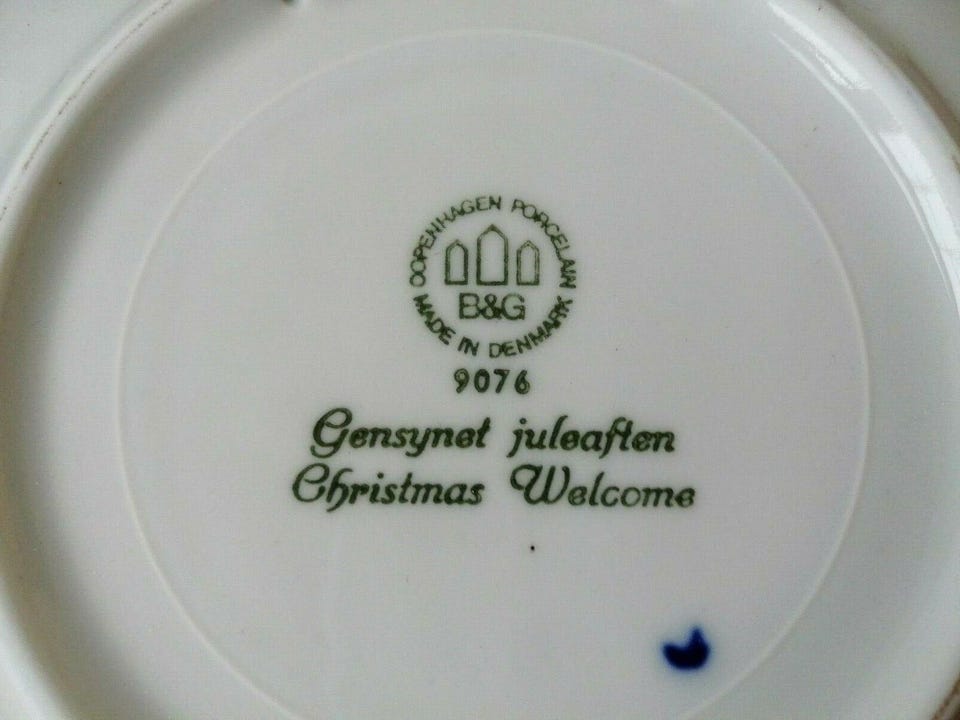 COPENHAGEN PORCELAIN
B&G
MADE IN DENMARK
9076
Gensynet juleaften
Christmas Welcome